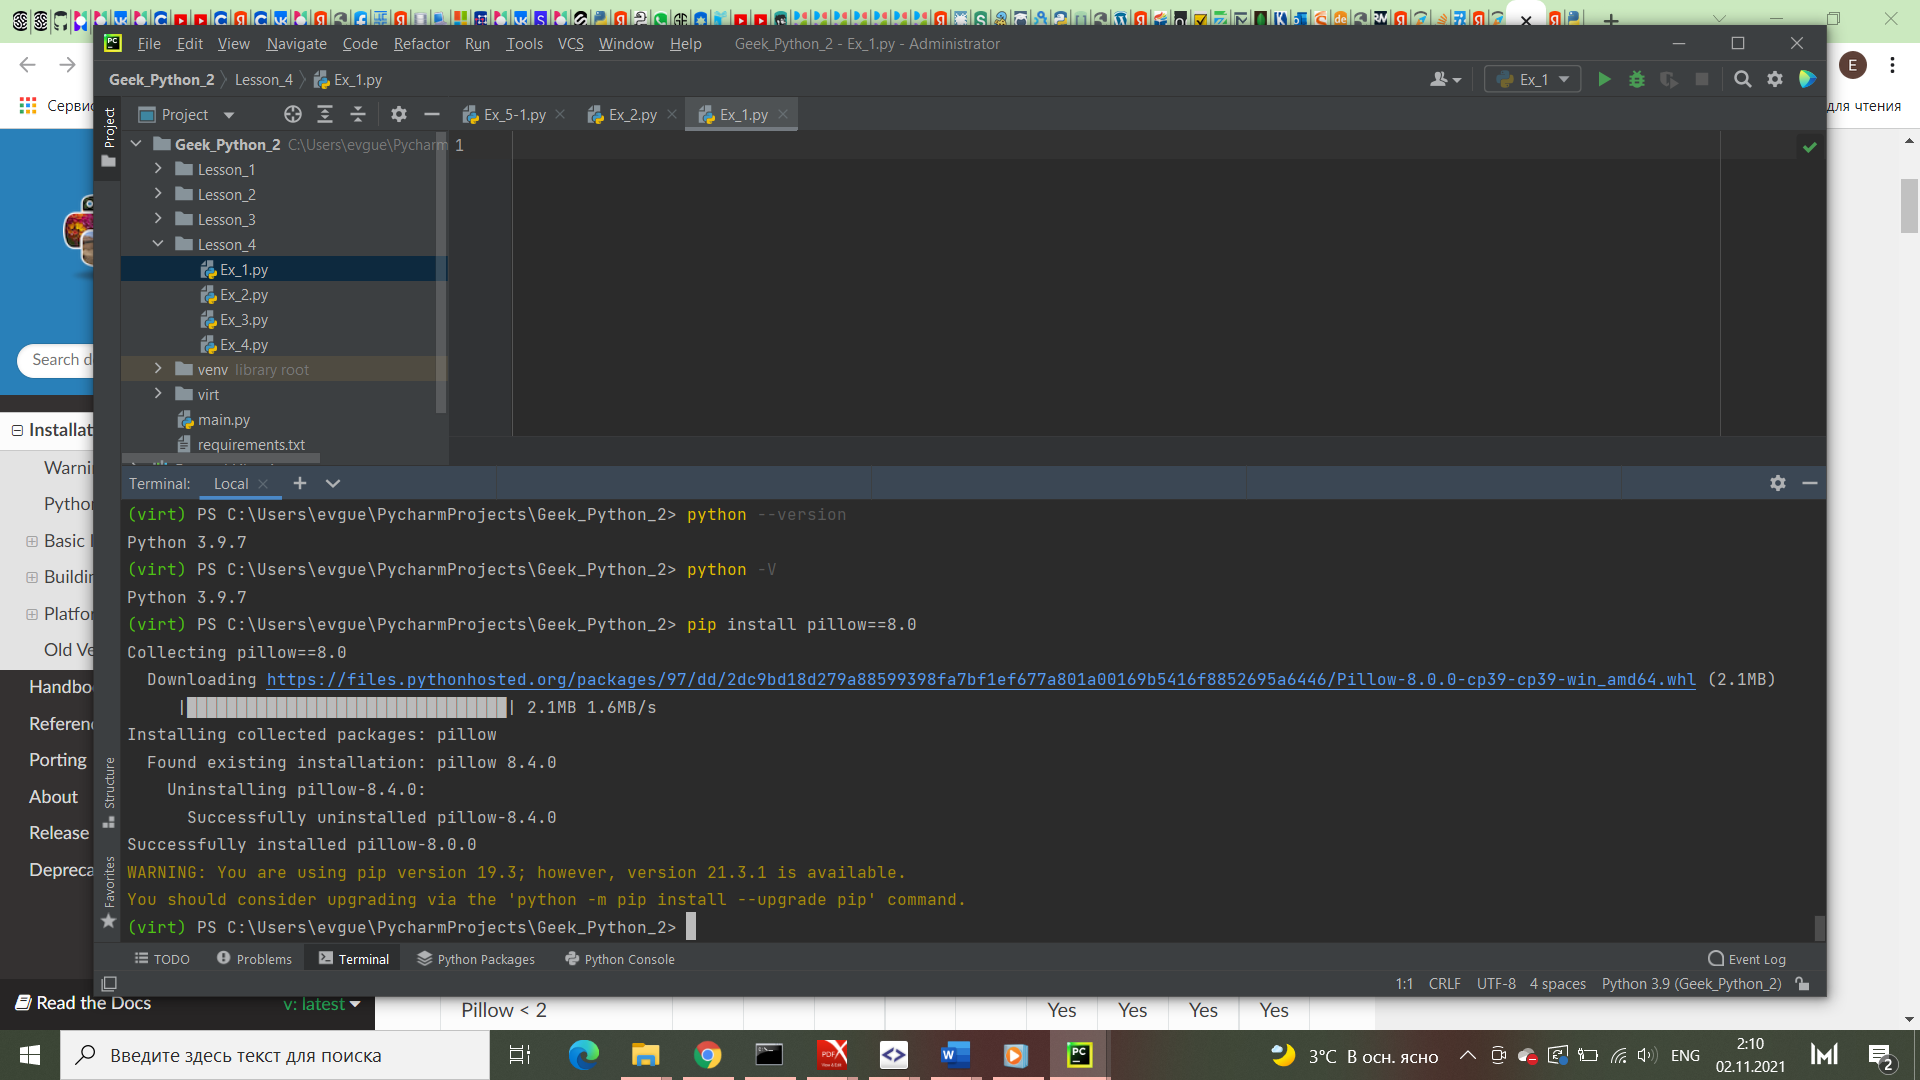 File Edit View Navigate Code Refactor Run Tools VCS Window Help Geek_Python_2 - Ex_1.py - Administrator
Geek_Python_2 Lesson_4 Ex_1.py Ex_1 E
Сервис для чтения
Project Ex_5-1.py Ex_2.py Ex_1.py
Project
Geek_Python_2 C:\Users\evgue\Pycharm 1
Lesson_1
Lesson_2
Lesson_3
Lesson_4
Ex_1.py
Ex_2.py
Ex_3.py
Ex_4.py
venv library root
virt
main.py
requirements.txt
Search d
Installat
Warni
Python
Basic I
Buildin
Platfo
Old Ve
Handbo
Referen
Porting
About
Release
Depreca
Read the Docs v: latest
Structure
Favorites
Terminal: Local
(virt) PS C:\Users\evgue\PycharmProjects\Geek_Python_2> python --version
Python 3.9.7
(virt) PS C:\Users\evgue\PycharmProjects\Geek_Python_2> python -V
Python 3.9.7
(virt) PS C:\Users\evgue\PycharmProjects\Geek_Python_2> pip install pillow==8.0
Collecting pillow==8.0
Downloading https://files.pythonhosted.org/packages/97/dd/2dc9bd18d279a88599398fa7bf1ef677a801a00169b5416f8852695a6446/Pillow-8.0.0-cp39-cp39-win_amd64.whl (2.1MB)
|████████████████████████████████| 2.1MB 1.6MB/s
Installing collected packages: pillow
Found existing installation: pillow 8.4.0
Uninstalling pillow-8.4.0:
Successfully uninstalled pillow-8.4.0
Successfully installed pillow-8.0.0
WARNING: You are using pip version 19.3; however, version 21.3.1 is available.
You should consider upgrading via the 'python -m pip install --upgrade pip' command.
(virt) PS C:\Users\evgue\PycharmProjects\Geek_Python_2>
TODO Problems Terminal Python Packages Python Console Event Log
1:1 CRLF UTF-8 4 spaces Python 3.9 (Geek_Python_2)
Pillow < 2 Yes Yes Yes Yes
Введите здесь текст для поиска
3°C В осн. ясно ENG
2:10
02.11.2021
2